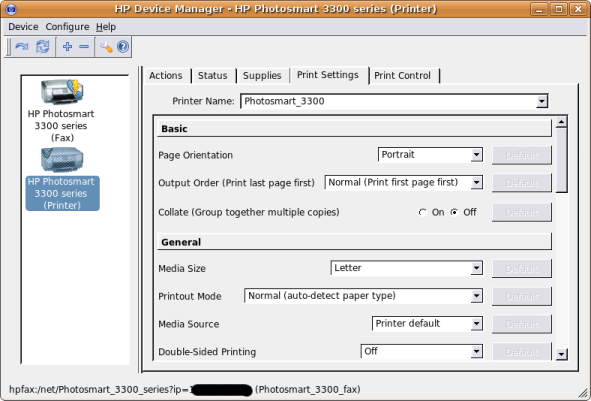 HP Device Manager - HP Photosmart 3300 series (Printer)
Device Configure Help
HP Photosmart
3300 series
(Fax)
HP Photosmart
3300 series
(Printer)
Actions Status Supplies Print Settings Print Control
Printer Name: Photosmart_3300
Basic
Page Orientation Portrait Default
Output Order (Print last page first) Normal (Print first page first) Default
Collate (Group together multiple copies) On Off Default
General
Media Size Letter Default
Printout Mode Normal (auto-detect paper type) Default
Media Source Printer default Default
Double-Sided Printing Off Default
hpfax:/net/Photosmart_3300_series?ip= (Photosmart_3300_fax)